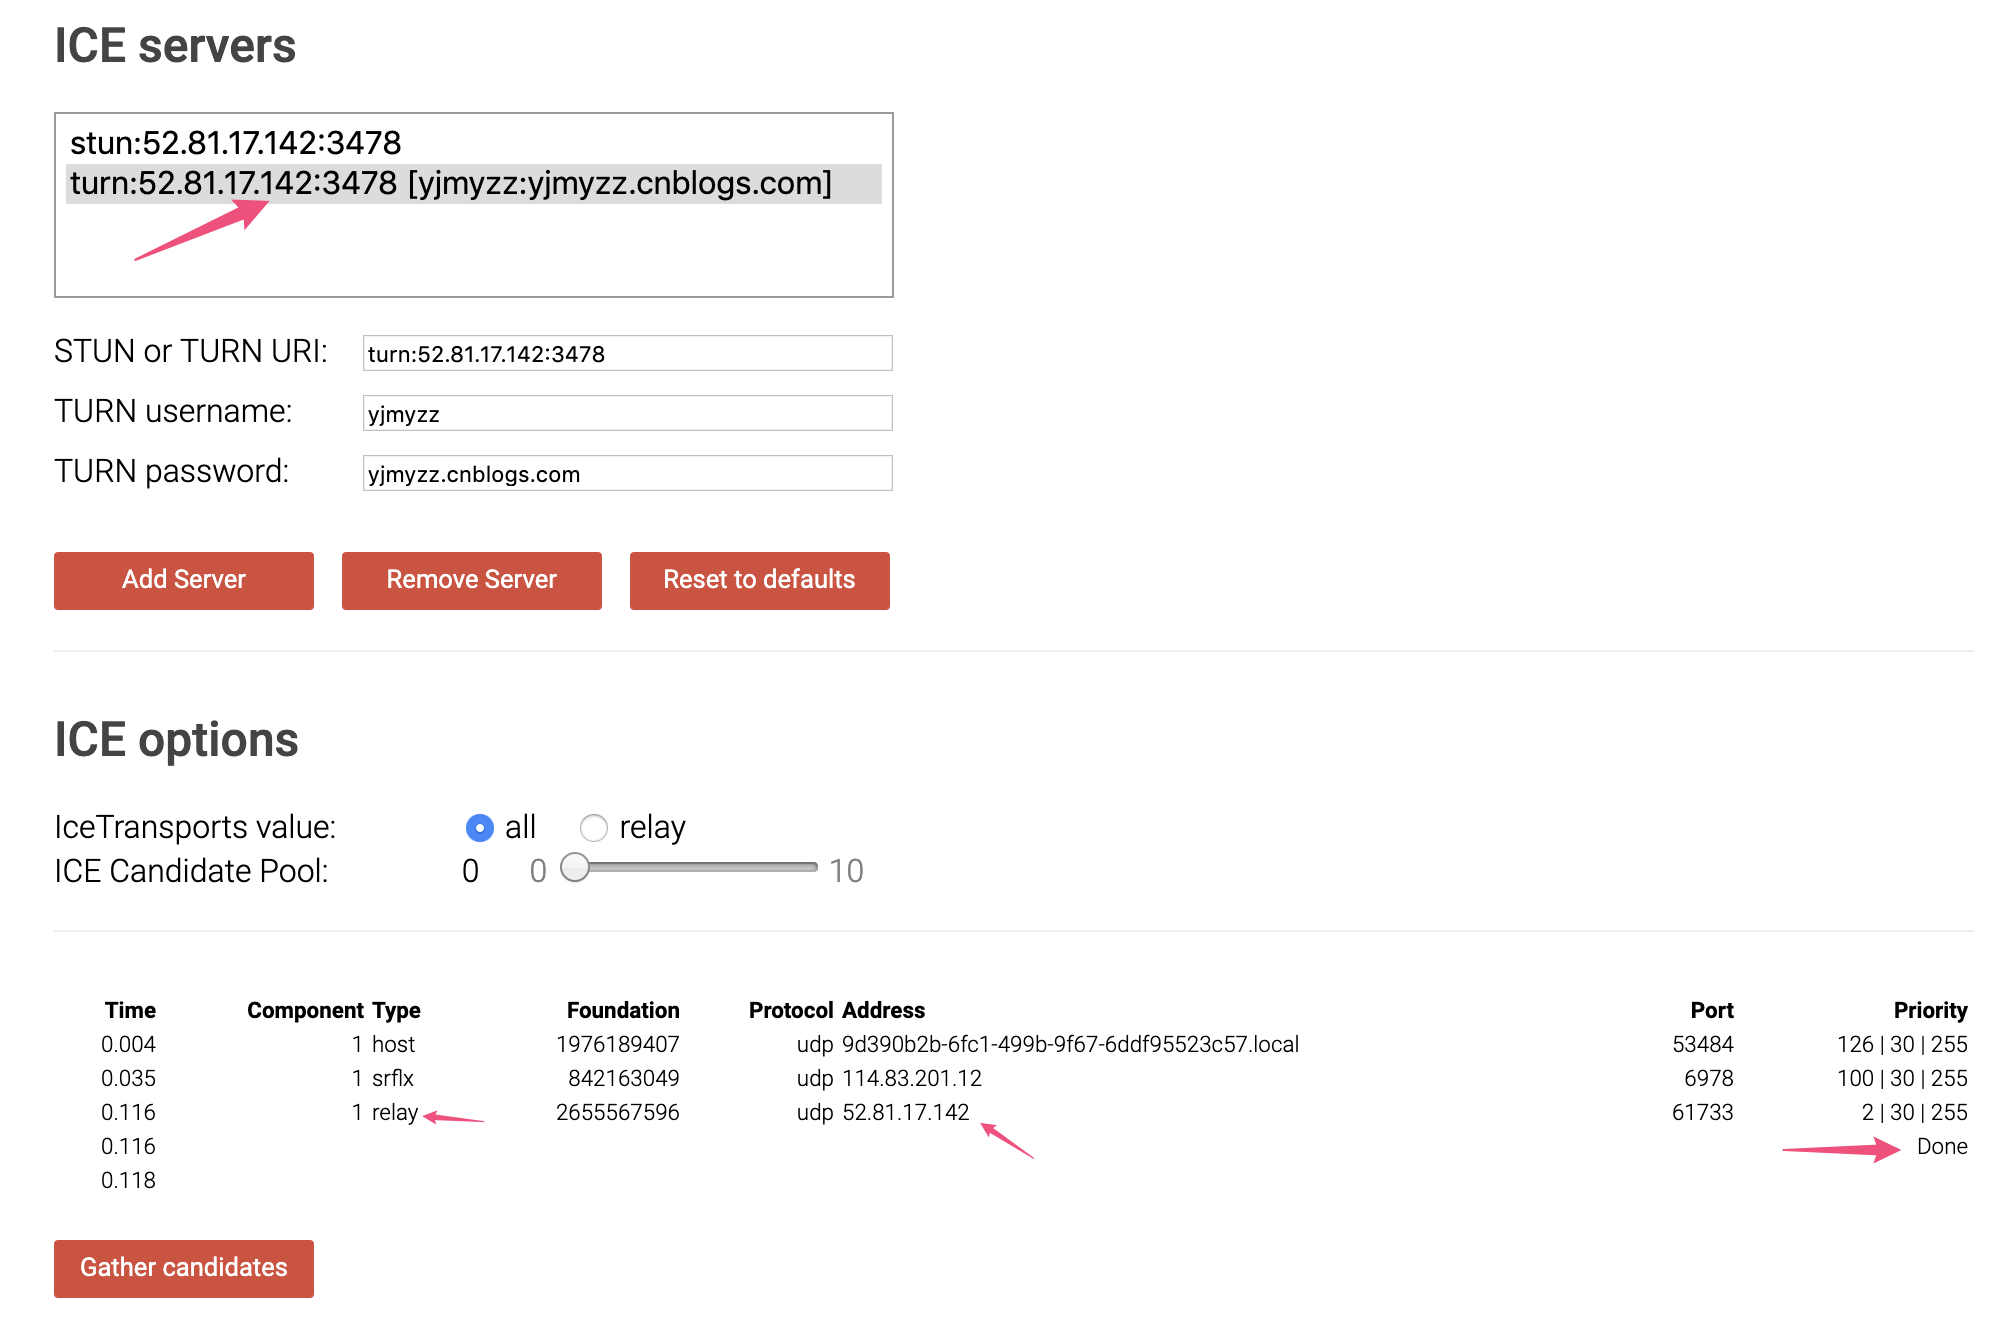 ICE servers
stun:52.81.17.142:3478
turn:52.81.17.142:3478 [yjmyzz:yjmyzz.cnblogs.com]
STUN or TURN URI: turn:52.81.17.142:3478
TURN username: yjmyzz
TURN password: yjmyzz.cnblogs.com
Add Server Remove Server Reset to defaults
ICE options
IceTransports value: all relay
ICE Candidate Pool: 0 0 10
Time Component Type Foundation Protocol Address Port Priority
0.004 1 host 1976189407 udp 9d390b2b-6fc1-499b-9f67-6ddf95523c57.local 53484 126 | 30 | 255
0.035 1 srflx 842163049 udp 114.83.201.12 6978 100 | 30 | 255
0.116 1 relay 2655567596 udp 52.81.17.142 61733 2 | 30 | 255
0.116 Done
0.118
Gather candidates